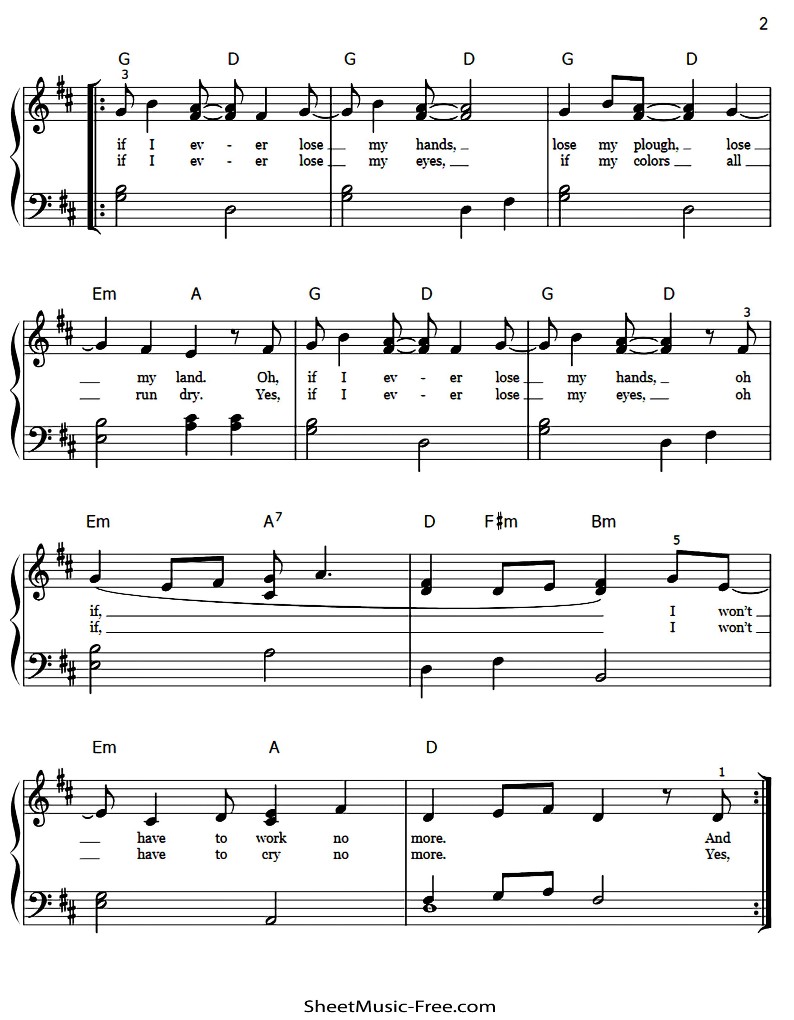 2
G D G D G D
3
if I ev - er lose my hands, lose my plough, lose
if I ev - er lose my eyes, if my colors all
Em A G D G D
3
my land. Oh, if I ev - er lose my hands, oh
run dry. Yes, if I ev - er lose my eyes, oh
Em A7 D F#m Bm
5
if, I won't
if, I won't
Em A D
1
have to work no more. And
have to cry no more. Yes,
SheetMusic-Free.com